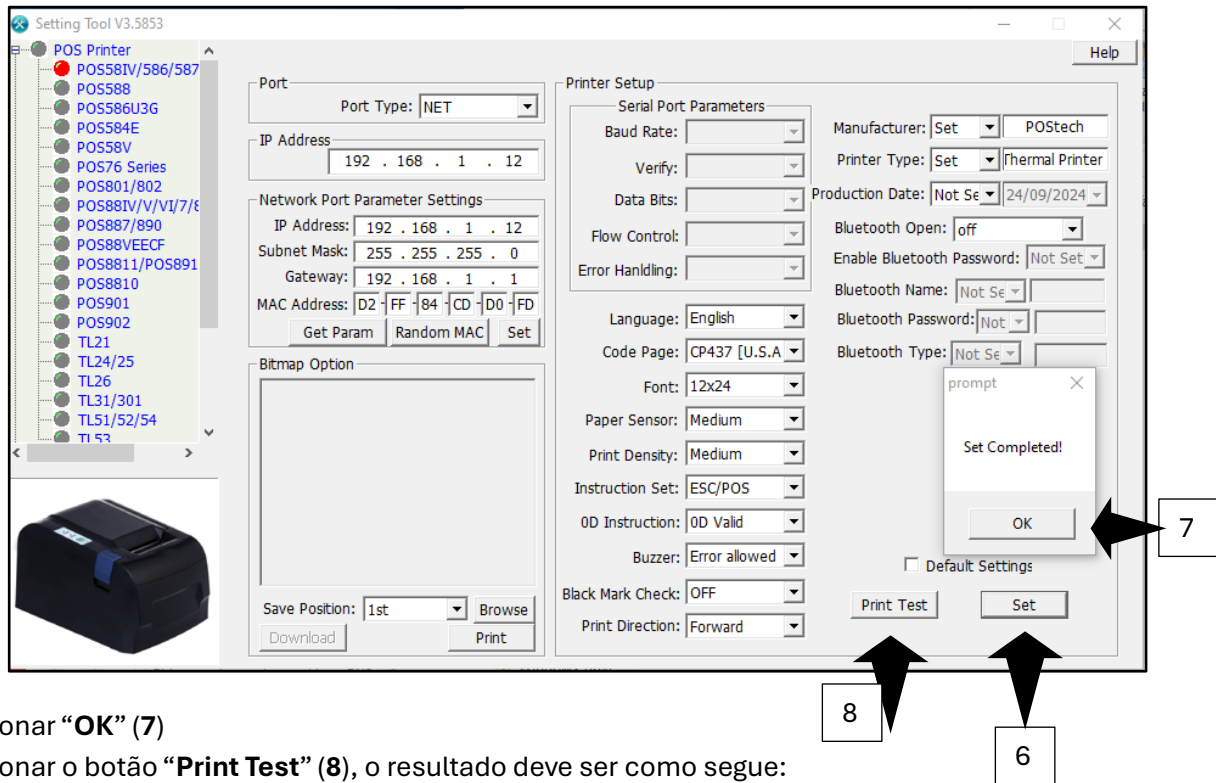 Setting Tool V3.5853
Help
POS Printer
POS58IV/586/587
POS588
POS586U3G
POS584E
POS58V
POS76 Series
POS801/802
POS88IV/V/VI/7/8
POS887/890
POS88VEECF
POS8811/POS891
POS8810
POS901
POS902
TL21
TL24/25
TL26
TL31/301
TL51/52/54
TL53
Port
Port Type: NET
IP Address
192 . 168 . 1 . 12
Network Port Parameter Settings
IP Address: 192 . 168 . 1 . 12
Subnet Mask: 255 . 255 . 255 . 0
Gateway: 192 . 168 . 1 . 1
MAC Address: D2 - FF - 84 - CD - D0 - FD
Get Param Random MAC Set
Bitmap Option
Save Position: 1st Browse
Download Print
Printer Setup
Serial Port Parameters
Baud Rate:
Verify:
Data Bits:
Flow Control:
Error Hanldling:
Language: English
Code Page: CP437 [U.S.A
Font: 12x24
Paper Sensor: Medium
Print Density: Medium
Instruction Set: ESC/POS
0D Instruction: 0D Valid
Buzzer: Error allowed
Black Mark Check: OFF
Print Direction: Forward
Manufacturer: Set POStech
Printer Type: Set Thermal Printer
Production Date: Not Se 24/09/2024
Bluetooth Open: off
Enable Bluetooth Password: Not Set
Bluetooth Name: Not Se
Bluetooth Password: Not
Bluetooth Type: Not Se
prompt
Set Completed!
OK
7
Default Settings
Print Test Set
8
6
onar “OK” (7)
onar o botão “Print Test” (8), o resultado deve ser como segue: